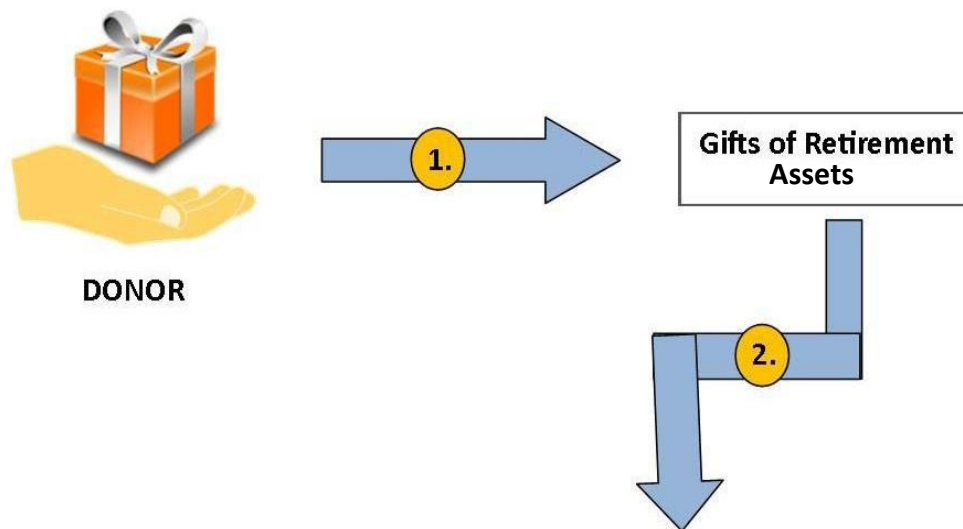 1.
Gifts of Retirement
Assets
DONOR
2.